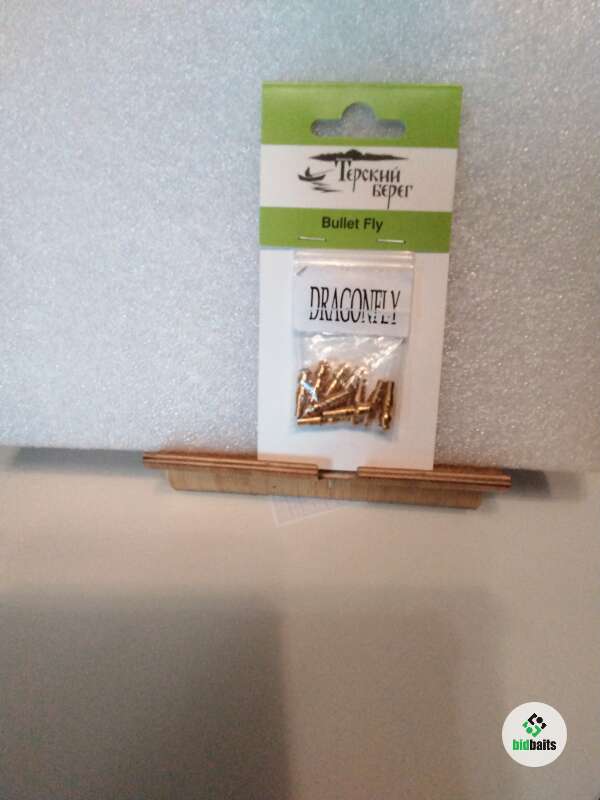 Терский
берег
Bullet Fly
DRAGONFLY
bidbaits